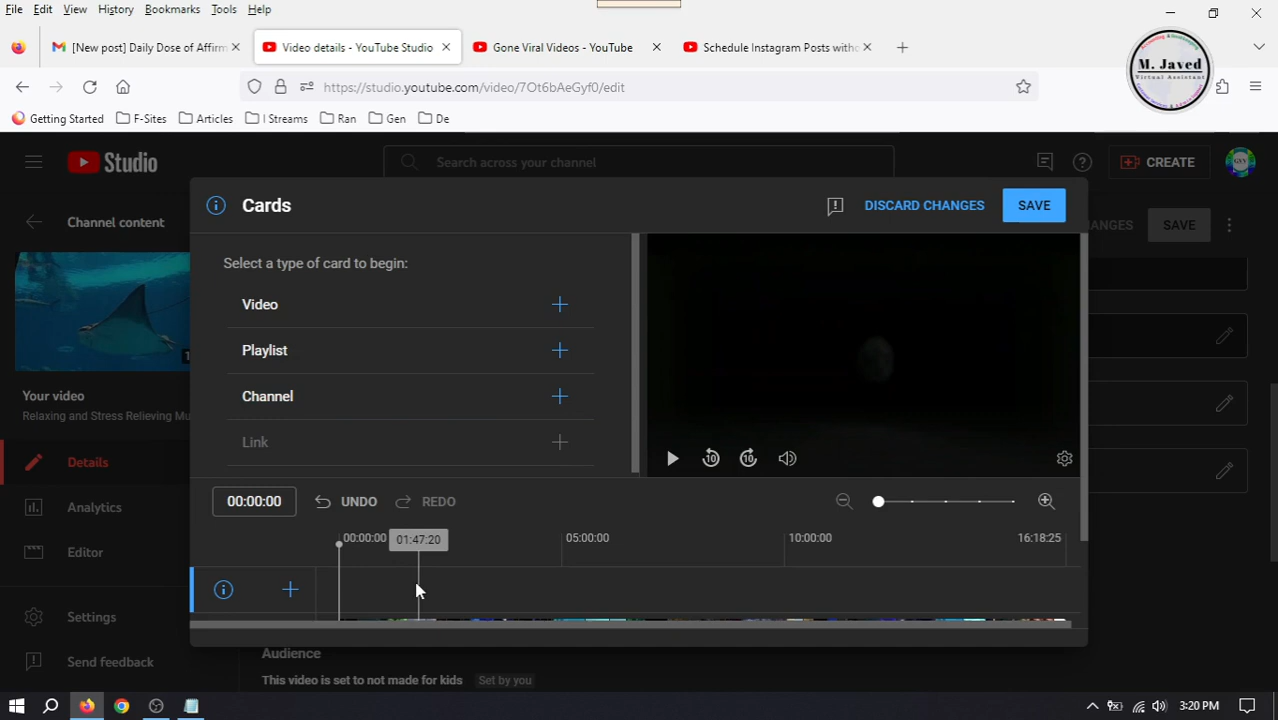 File Edit View History Bookmarks Tools Help
[New post] Daily Dose of Affirm
Video details - YouTube Studio
Gone Viral Videos - YouTube
Schedule Instagram Posts witho
M. Javed
Virtual Assistant
https://studio.youtube.com/video/7Ot6bAeGyf0/edit
Getting Started F-Sites Articles I Streams Ran Gen De
Studio
Search across your channel
CREATE
GVV
Channel content
Cards
DISCARD CHANGES
SAVE
HANGES
SAVE
Select a type of card to begin:
Video
Playlist
Channel
Link
Your video
Relaxing and Stress Relieving Mu
Details
Analytics
Editor
Settings
Send feedback
10
10
00:00:00
UNDO
REDO
00:00:00
01:47:20
05:00:00
10:00:00
16:18:25
Audience
This video is set to not made for kids Set by you
3:20 PM